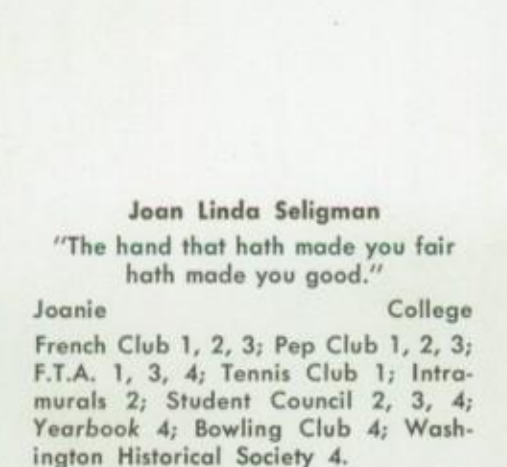 Joan Linda Seligman
"The hand that hath made you fair
hath made you good."
Joanie College
French Club 1, 2, 3; Pep Club 1, 2, 3;
F.T.A. 1, 3, 4; Tennis Club 1; Intra-
murals 2; Student Council 2, 3, 4;
Yearbook 4; Bowling Club 4; Wash-
ington Historical Society 4.